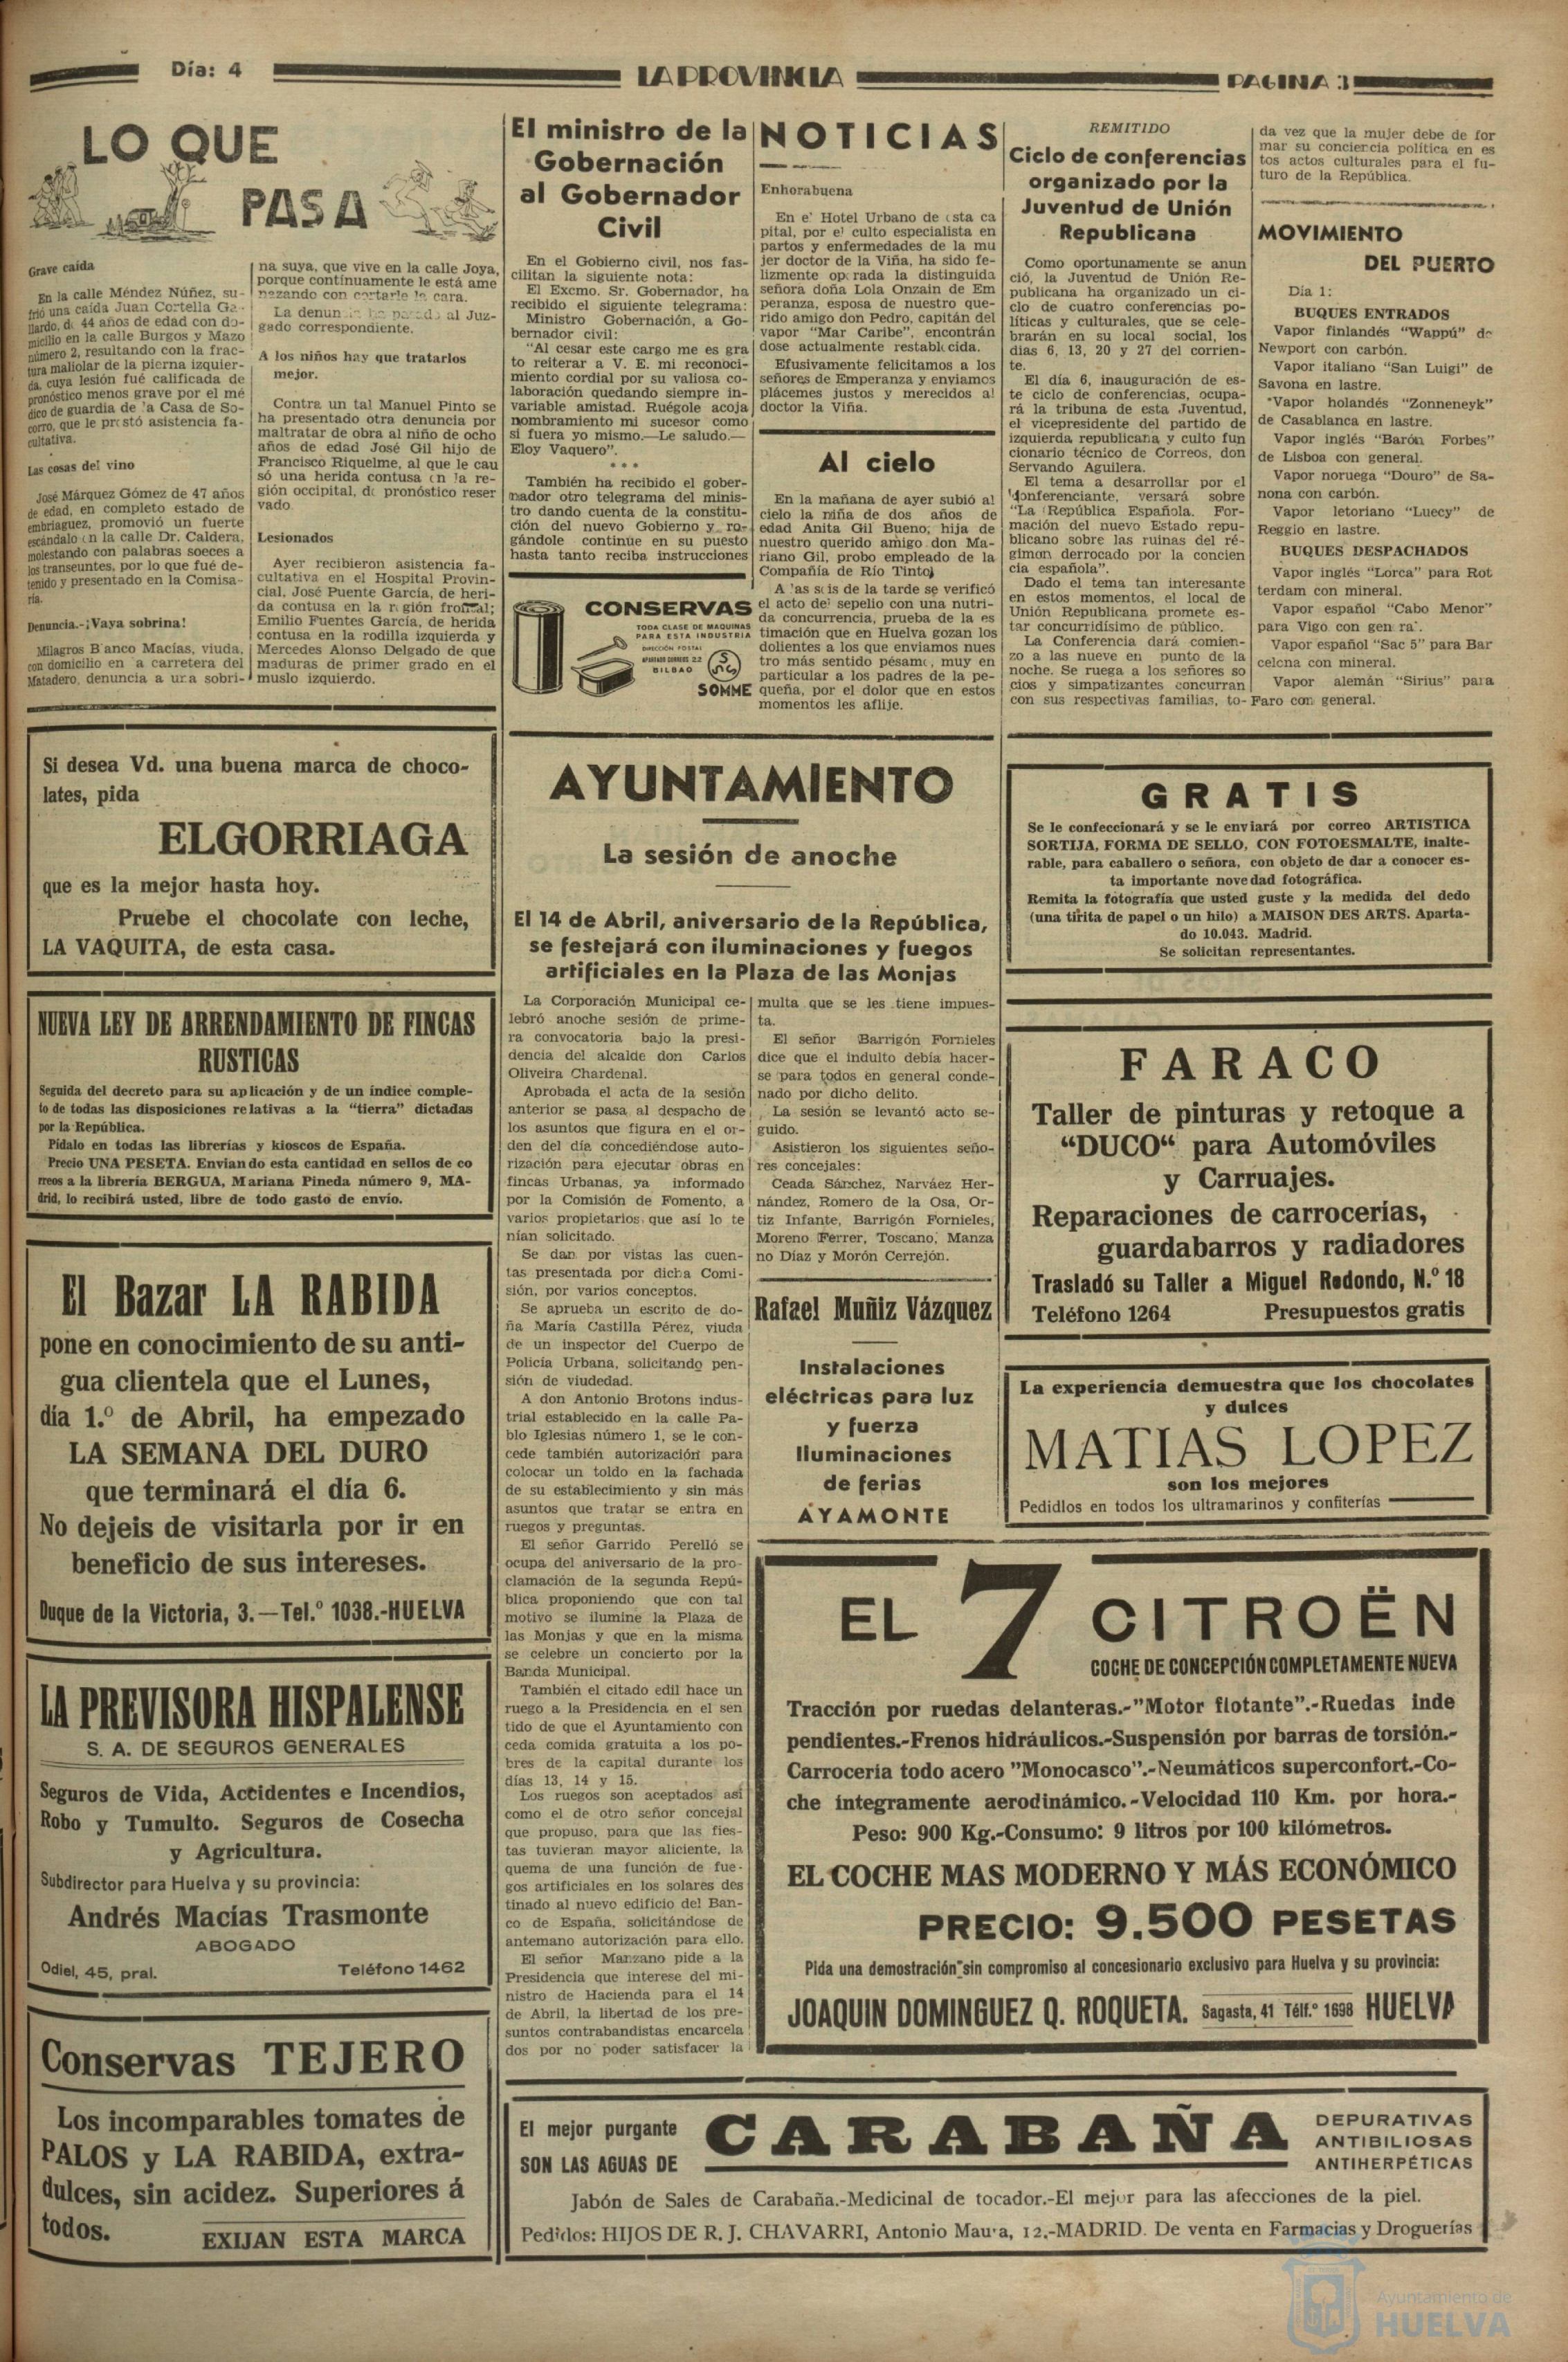 Día: 4
LA PROVINCIA
PAGINA 3
LO QUE
PASA
Grave caída
En la calle Méndez Núñez, su-
frió una caída Juan Cortella Ga-
llardo, de 44 años de edad con do-
micilio en la calle Burgos y Mazo
número 2, resultando con la frac-
tura maliolar de la pierna izquier-
da, cuya lesión fué calificada de
pronóstico menos grave por el mé
dico de guardia de la Casa de So-
corro, que le prestó asistencia fa-
cultativa.
Las cosas del vino
José Márquez Gómez de 47 años
de edad, en completo estado de
embriaguez, promovió un fuerte
escándalo en la calle Dr. Caldera,
molestando con palabras soeces a
los transeuntes, por lo que fué de-
tenido y presentado en la Comisa-
ría.
Denuncia.-¡Vaya sobrina!
Milagros Blanco Macías, viuda,
con domicilio en la carretera del
Matadero, denuncia a una sobri-
na suya, que vive en la calle Joya,
porque continuamente le está ame
nazando con cortarle la cara.
La denuncia ha pasado al Juz-
gado correspondiente.
A los niños hay que tratarlos
mejor.
Contra un tal Manuel Pinto se
ha presentado otra denuncia por
maltratar de obra al niño de ocho
años de edad José Gil hijo de
Francisco Riquelme, al que le cau
só una herida contusa en la re-
gión occipital, de pronóstico reser
vado.
Lesionados
Ayer recibieron asistencia fa-
cultativa en el Hospital Provin-
cial, José Puente García, de heri-
da contusa en la región frontal;
Emilio Fuentes García, de herida
contusa en la rodilla izquierda y
Mercedes Alonso Delgado de que
maduras de primer grado en el
muslo izquierdo.
El ministro de la
Gobernación
al Gobernador
Civil
En el Gobierno civil, nos fas-
cilitan la siguiente nota:
El Excmo. Sr. Gobernador, ha
recibido el siguiente telegrama:
Ministro Gobernación, a Go-
bernador civil:
"Al cesar este cargo me es gra
to reiterar a V. E. mi reconoci-
miento cordial por su valiosa co-
laboración quedando siempre in-
variable amistad. Ruégole acoja
nombramiento mi sucesor como
si fuera yo mismo.—Le saludo.—
Eloy Vaquero".
* * *
También ha recibido el gober-
nador otro telegrama del minis-
tro dando cuenta de la constitu-
ción del nuevo Gobierno y ro-
gándole continúe en su puesto
hasta tanto reciba instrucciones
CONSERVAS
TODA CLASE DE MAQUINAS
PARA ESTA INDUSTRIA
DIRECCIÓN POSTAL
APARTADO CORREOS 22
BILBAO
SOMME
NOTICIAS
Enhorabuena
En el Hotel Urbano de esta ca
pital, por el culto especialista en
partos y enfermedades de la mu
jer doctor de la Viña, ha sido fe-
lizmente operada la distinguida
señora doña Lola Onzain de Em
peranza, esposa de nuestro que-
rido amigo don Pedro, capitán del
vapor "Mar Caribe", encontrán
dose actualmente restablecida.
Efusivamente felicitamos a los
señores de Emperanza y enviamos
plácemes justos y merecidos al
doctor la Viña.
Al cielo
En la mañana de ayer subió al
cielo la niña de dos años de
edad Anita Gil Bueno; hija de
nuestro querido amigo don Ma-
riano Gil, probo empleado de la
Compañía de Río Tinto.
A las seis de la tarde se verificó
el acto del sepelio con una nutri-
da concurrencia, prueba de la es
timación que en Huelva gozan los
dolientes a los que enviamos nues
tro más sentido pésame, muy en
particular a los padres de la pe-
queña, por el dolor que en estos
momentos les aflije.
REMITIDO
Ciclo de conferencias
organizado por la
Juventud de Unión
Republicana
Como oportunamente se anun
ció, la Juventud de Unión Re-
publicana ha organizado un ci-
clo de cuatro conferencias po-
líticas y culturales, que se cele-
brarán en su local social, los
días 6, 13, 20 y 27 del corrien-
te.
El día 6, inauguración de es-
te ciclo de conferencias, ocupa-
rá la tribuna de esta Juventud,
el vicepresidente del partido de
izquierda republicana y culto fun
cionario técnico de Correos, don
Servando Aguilera.
El tema a desarrollar por el
conferenciante, versará sobre
"La República Española. For-
mación del nuevo Estado repu-
blicano sobre las ruinas del ré-
gimen derrocado por la concien
cia española".
Dado el tema tan interesante
en estos momentos, el local de
Unión Republicana promete es-
tar concurridísimo de público.
La Conferencia dará comien-
zo a las nueve en punto de la
noche. Se ruega a los señores so
cios y simpatizantes concurran
con sus respectivas familias, to-
da vez que la mujer debe de for
mar su conciencia política en es
tos actos culturales para el fu-
turo de la República.
MOVIMIENTO
DEL PUERTO
Día 1:
BUQUES ENTRADOS
Vapor finlandés "Wappú" de
Newport con carbón.
Vapor italiano "San Luigi" de
Savona en lastre.
Vapor holandés "Zonneneyk"
de Casablanca en lastre.
Vapor inglés "Barón Forbes"
de Lisboa con general.
Vapor noruega "Douro" de Sa-
nona con carbón.
Vapor letoriano "Luecy" de
Reggio en lastre.
BUQUES DESPACHADOS
Vapor inglés "Lorca" para Rot
terdam con mineral.
Vapor español "Cabo Menor"
para Vigo con general.
Vapor español "Sac 5" para Bar
celona con mineral.
Vapor alemán "Sirius" para
Faro con general.
Si desea Vd. una buena marca de choco-
lates, pida
ELGORRIAGA
que es la mejor hasta hoy.
Pruebe el chocolate con leche,
LA VAQUITA, de esta casa.
NUEVA LEY DE ARRENDAMIENTO DE FINCAS
RUSTICAS
Seguida del decreto para su aplicación y de un índice comple-
to de todas las disposiciones relativas a la "tierra" dictadas
por la República.
Pídalo en todas las librerías y kioscos de España.
Precio UNA PESETA. Enviando esta cantidad en sellos de co
rreos a la librería BERGUA, Mariana Pineda número 9, MA-
drid, lo recibirá usted, libre de todo gasto de envío.
El Bazar LA RABIDA
pone en conocimiento de su anti-
gua clientela que el Lunes,
día 1.º de Abril, ha empezado
LA SEMANA DEL DURO
que terminará el día 6.
No dejeis de visitarla por ir en
beneficio de sus intereses.
Duque de la Victoria, 3.—Tel.º 1038.-HUELVA
LA PREVISORA HISPALENSE
S. A. DE SEGUROS GENERALES
Seguros de Vida, Accidentes e Incendios,
Robo y Tumulto. Seguros de Cosecha
y Agricultura.
Subdirector para Huelva y su provincia:
Andrés Macías Trasmonte
ABOGADO
Odiel, 45, pral. Teléfono 1462
Conservas TEJERO
Los incomparables tomates de
PALOS y LA RABIDA, extra-
dulces, sin acidez. Superiores á
todos. EXIJAN ESTA MARCA
AYUNTAMIENTO
La sesión de anoche
El 14 de Abril, aniversario de la República,
se festejará con iluminaciones y fuegos
artificiales en la Plaza de las Monjas
La Corporación Municipal ce-
lebró anoche sesión de prime-
ra convocatoria bajo la presi-
dencia del alcalde don Carlos
Oliveira Chardenal.
Aprobada el acta de la sesión
anterior se pasa al despacho de
los asuntos que figura en el or-
den del día concediéndose auto-
rización para ejecutar obras en
fincas Urbanas, ya informado
por la Comisión de Fomento, a
varios propietarios que así lo te
nían solicitado.
Se dan por vistas las cuen-
tas presentada por dicha Comi-
sión, por varios conceptos.
Se aprueba un escrito de do-
ña María Castilla Pérez, viuda
de un inspector del Cuerpo de
Policía Urbana, solicitando pen-
sión de viudedad.
A don Antonio Brotons indus-
trial establecido en la calle Pa-
blo Iglesias número 1, se le con-
cede también autorización para
colocar un toldo en la fachada
de su establecimiento y sin más
asuntos que tratar se entra en
ruegos y preguntas.
El señor Garrido Perelló se
ocupa del aniversario de la pro-
clamación de la segunda Repú-
blica proponiendo que con tal
motivo se ilumine la Plaza de
las Monjas y que en la misma
se celebre un concierto por la
Banda Municipal.
También el citado edil hace un
ruego a la Presidencia en el sen
tido de que el Ayuntamiento con
ceda comida gratuita a los po-
bres de la capital durante los
días 13, 14 y 15.
Los ruegos son aceptados así
como el de otro señor concejal
que propuso, para que las fies-
tas tuvieran mayor aliciente, la
quema de una función de fue-
gos artificiales en los solares des
tinado al nuevo edificio del Ban-
co de España, solicitándose de
antemano autorización para ello.
El señor Manzano pide a la
Presidencia que interese del mi-
nistro de Hacienda para el 14
de Abril, la libertad de los pre-
suntos contrabandistas encarcela
dos por no poder satisfacer la
multa que se les tiene impues-
ta.
El señor Barrigón Fornieles
dice que el indulto debía hacer-
se para todos en general conde-
nado por dicho delito.
La sesión se levantó acto se-
guido.
Asistieron los siguientes seño-
res concejales:
Ceada Sánchez, Narváez Her-
nández, Romero de la Osa, Or-
tiz Infante, Barrigón Fornieles,
Moreno Ferrer, Toscano, Manza
no Díaz y Morón Cerrejón.
Rafael Muñiz Vázquez
Instalaciones
eléctricas para luz
y fuerza
Iluminaciones
de ferias
AYAMONTE
GRATIS
Se le confeccionará y se le enviará por correo ARTISTICA
SORTIJA, FORMA DE SELLO, CON FOTOESMALTE, inalte-
rable, para caballero o señora, con objeto de dar a conocer es-
ta importante novedad fotográfica.
Remita la fotografía que usted guste y la medida del dedo
(una tirita de papel o un hilo) a MAISON DES ARTS. Aparta-
do 10.043. Madrid.
Se solicitan representantes.
FARACO
Taller de pinturas y retoque a
"DUCO" para Automóviles
y Carruajes.
Reparaciones de carrocerías,
guardabarros y radiadores
Trasladó su Taller a Miguel Redondo, N.º 18
Teléfono 1264 Presupuestos gratis
La experiencia demuestra que los chocolates
y dulces
MATIAS LOPEZ
son los mejores
Pedidlos en todos los ultramarinos y confiterías
EL 7 CITROËN
COCHE DE CONCEPCIÓN COMPLETAMENTE NUEVA
Tracción por ruedas delanteras.-"Motor flotante".-Ruedas inde
pendientes.-Frenos hidráulicos.-Suspensión por barras de torsión.-
Carrocería todo acero "Monocasco".-Neumáticos superconfort.-Co-
che íntegramente aerodinámico.-Velocidad 110 Km. por hora.-
Peso: 900 Kg.-Consumo: 9 litros por 100 kilómetros.
EL COCHE MAS MODERNO Y MÁS ECONÓMICO
PRECIO: 9.500 PESETAS
Pida una demostración sin compromiso al concesionario exclusivo para Huelva y su provincia:
JOAQUIN DOMINGUEZ Q. ROQUETA. Sagasta, 41 Télf.º 1698 HUELVA
El mejor purgante
SON LAS AGUAS DE
CARABAÑA
DEPURATIVAS
ANTIBILIOSAS
ANTIHERPÉTICAS
Jabón de Sales de Carabaña.-Medicinal de tocador.-El mejor para las afecciones de la piel.
Pedidos: HIJOS DE R. J. CHAVARRI, Antonio Maura, 12.-MADRID. De venta en Farmacias y Droguerías
Ayuntamiento de
HUELVA